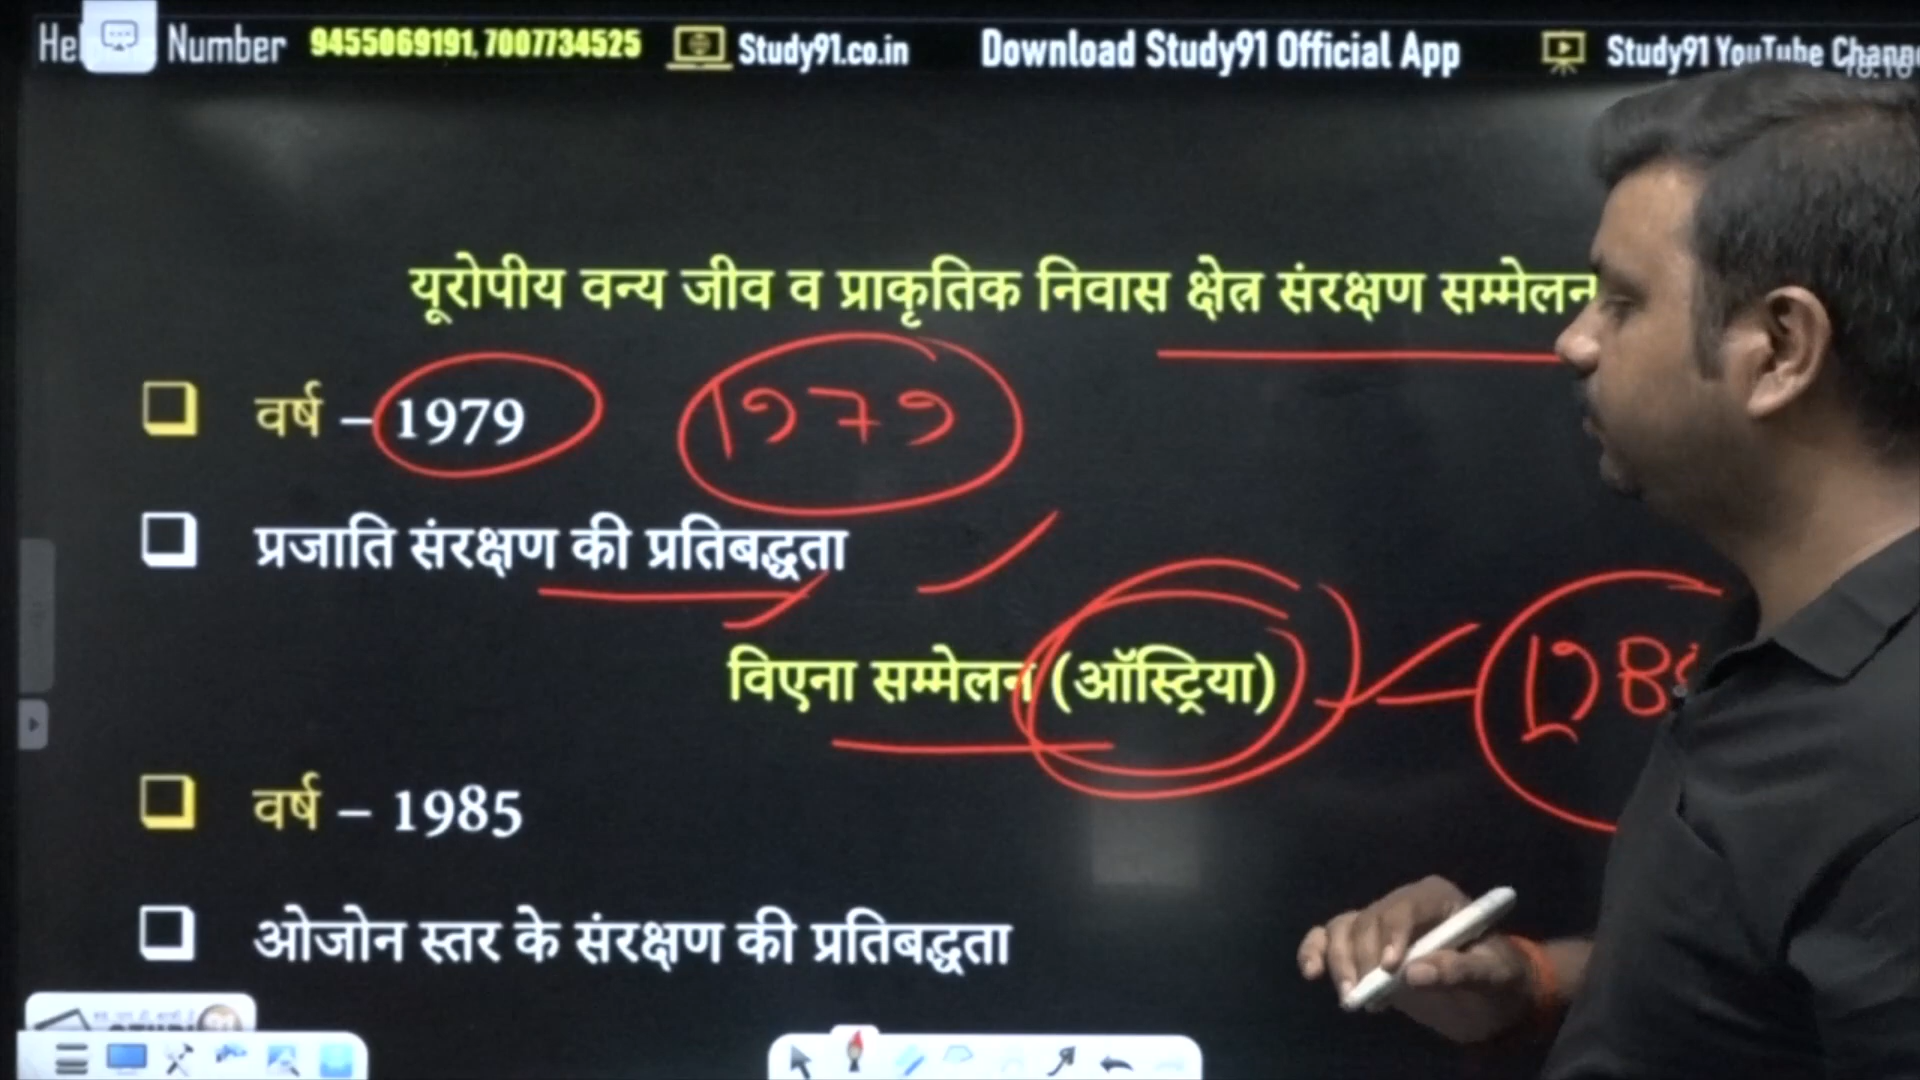 Number 9455069191, 7007734525 Study91.co.in Download Study91 Official App Study91 YouTube
यूरोपीय वन्य जीव व प्राकृतिक निवास क्षेत्र संरक्षण सम्मेलन
वर्ष – 1979 1979
प्रजाति संरक्षण की प्रतिबद्धता
विएना सम्मेलन (ऑस्ट्रिया)
वर्ष – 1985
ओजोन स्तर के संरक्षण की प्रतिबद्धता